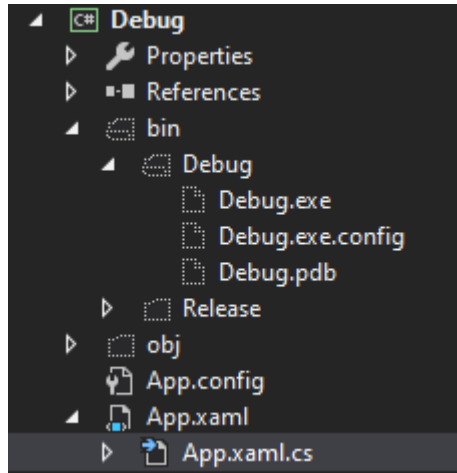 C# Debug
Properties
References
bin
Debug
Debug.exe
Debug.exe.config
Debug.pdb
Release
obj
App.config
App.xaml
App.xaml.cs